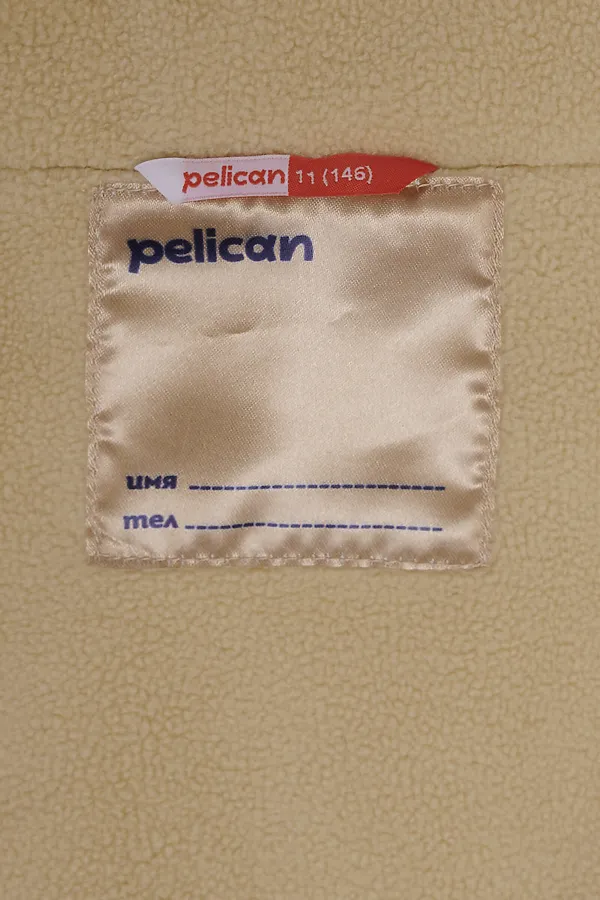 pelican 11 (146)
pelican
имя
тел